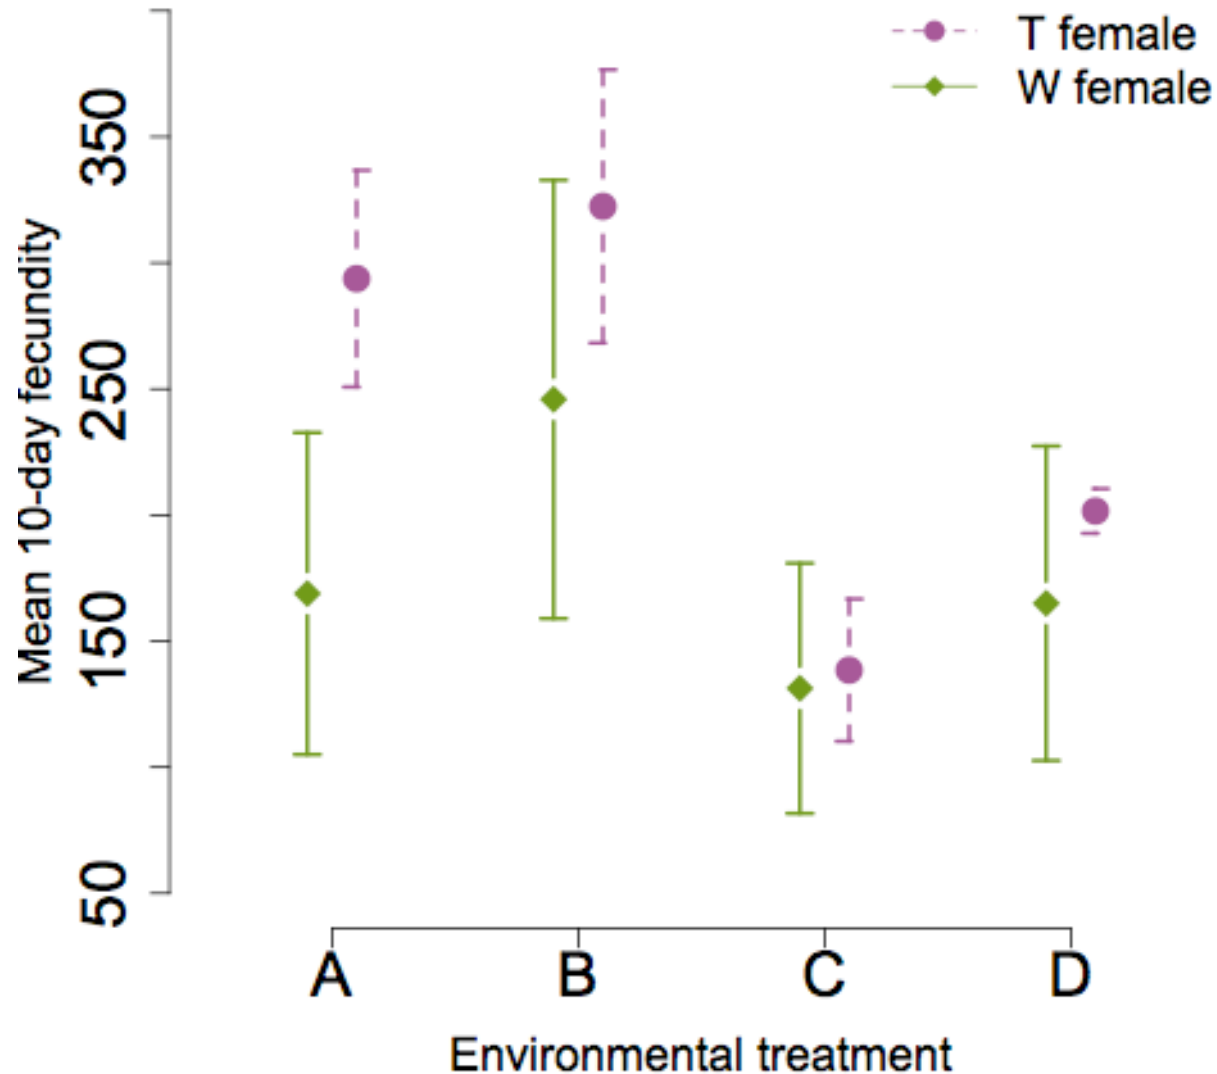 T female
W female
Mean 10-day fecundity
350
250
150
50
A B C D
Environmental treatment